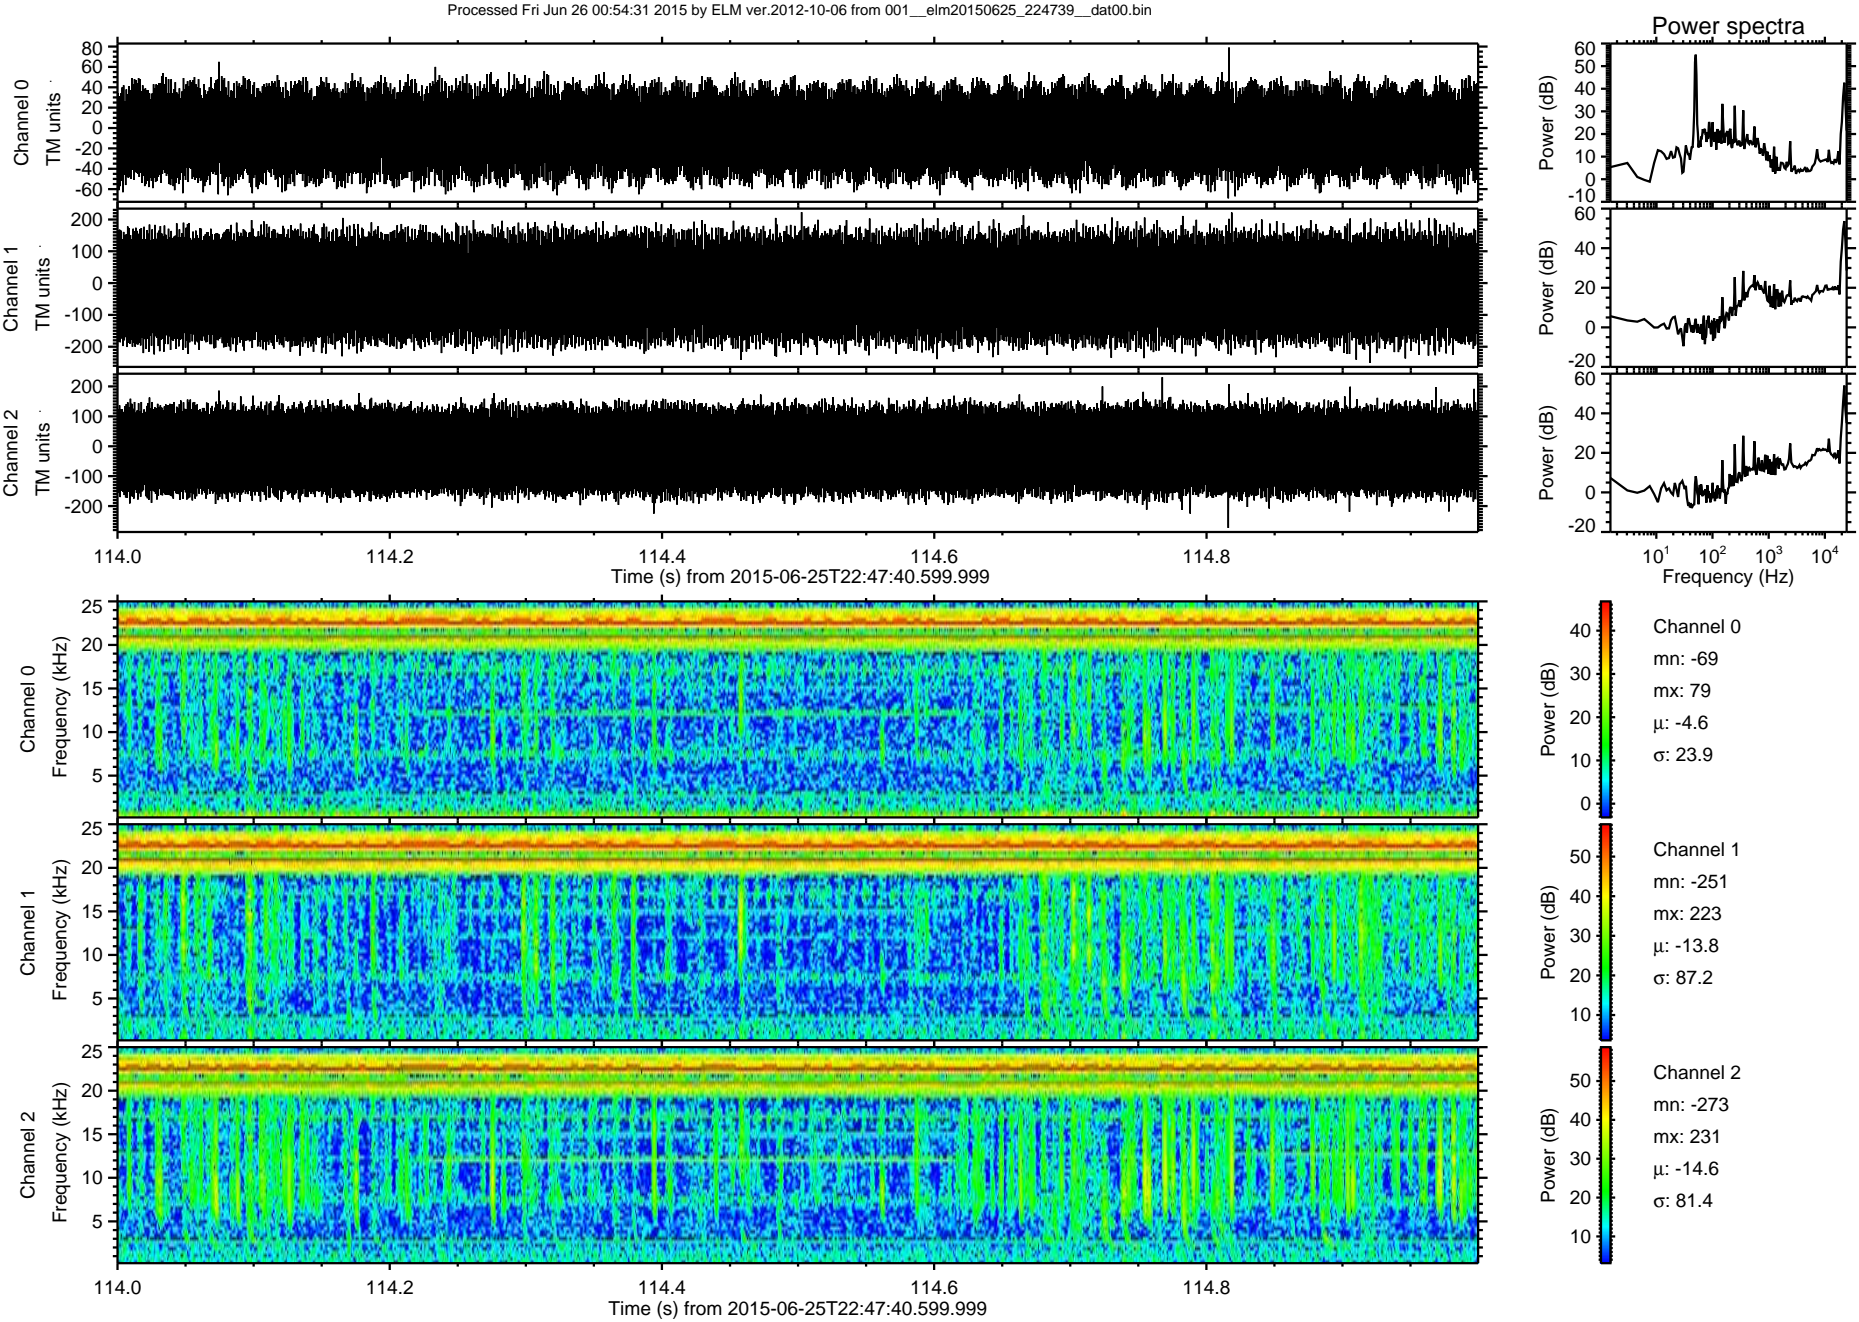 Processed Fri Jun 26 00:54:31 2015 by ELM ver.2012-10-06 from 001__elm20150625_224739__dat00.bin
Power spectra
Channel 0
TM units
80
60
40
20
0
-20
-40
-60
Power (dB)
60
50
40
30
20
10
0
-10
Channel 1
TM units
200
100
0
-100
-200
Power (dB)
60
40
20
0
-20
Channel 2
TM units
200
100
0
-100
-200
Power (dB)
60
40
20
0
-20
114.0 114.2 114.4 114.6 114.8
Time (s) from 2015-06-25T22:47:40.599.999
10¹ 10² 10³ 10⁴
Frequency (Hz)
Channel 0
Frequency (kHz)
25
20
15
10
5
Power (dB)
40
30
20
10
0
Channel 0
mn: -69
mx: 79
μ: -4.6
σ: 23.9
Channel 1
Frequency (kHz)
25
20
15
10
5
Power (dB)
50
40
30
20
10
Channel 1
mn: -251
mx: 223
μ: -13.8
σ: 87.2
Channel 2
Frequency (kHz)
25
20
15
10
5
Power (dB)
50
40
30
20
10
Channel 2
mn: -273
mx: 231
μ: -14.6
σ: 81.4
114.0 114.2 114.4 114.6 114.8
Time (s) from 2015-06-25T22:47:40.599.999